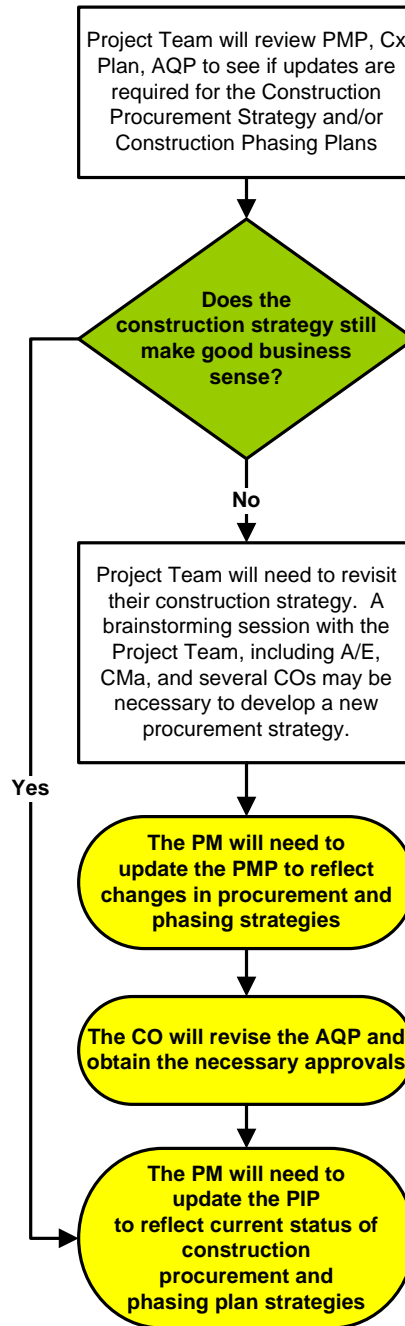 Project Team will review PMP, Cx
Plan, AQP to see if updates are
required for the Construction
Procurement Strategy and/or
Construction Phasing Plans
Does the
construction strategy still
make good business
sense?
No
Project Team will need to revisit
their construction strategy.  A
brainstorming session with the
Project Team, including A/E,
CMa, and several COs may be
necessary to develop a new
procurement strategy.
Yes
The PM will need to
update the PMP to reflect
changes in procurement and
phasing strategies
The CO will revise the AQP and
obtain the necessary approvals
The PM will need to
update the PIP
to reflect current status of
construction
procurement and
phasing plan strategies